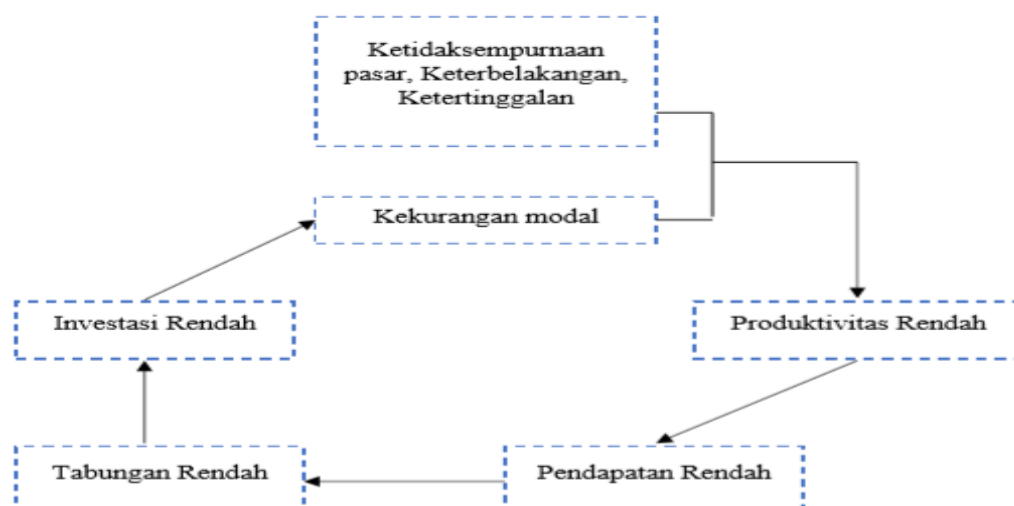 Ketidaksempurnaan
pasar, Keterbelakangan,
Ketertinggalan
Kekurangan modal
Investasi Rendah
Produktivitas Rendah
Tabungan Rendah
Pendapatan Rendah